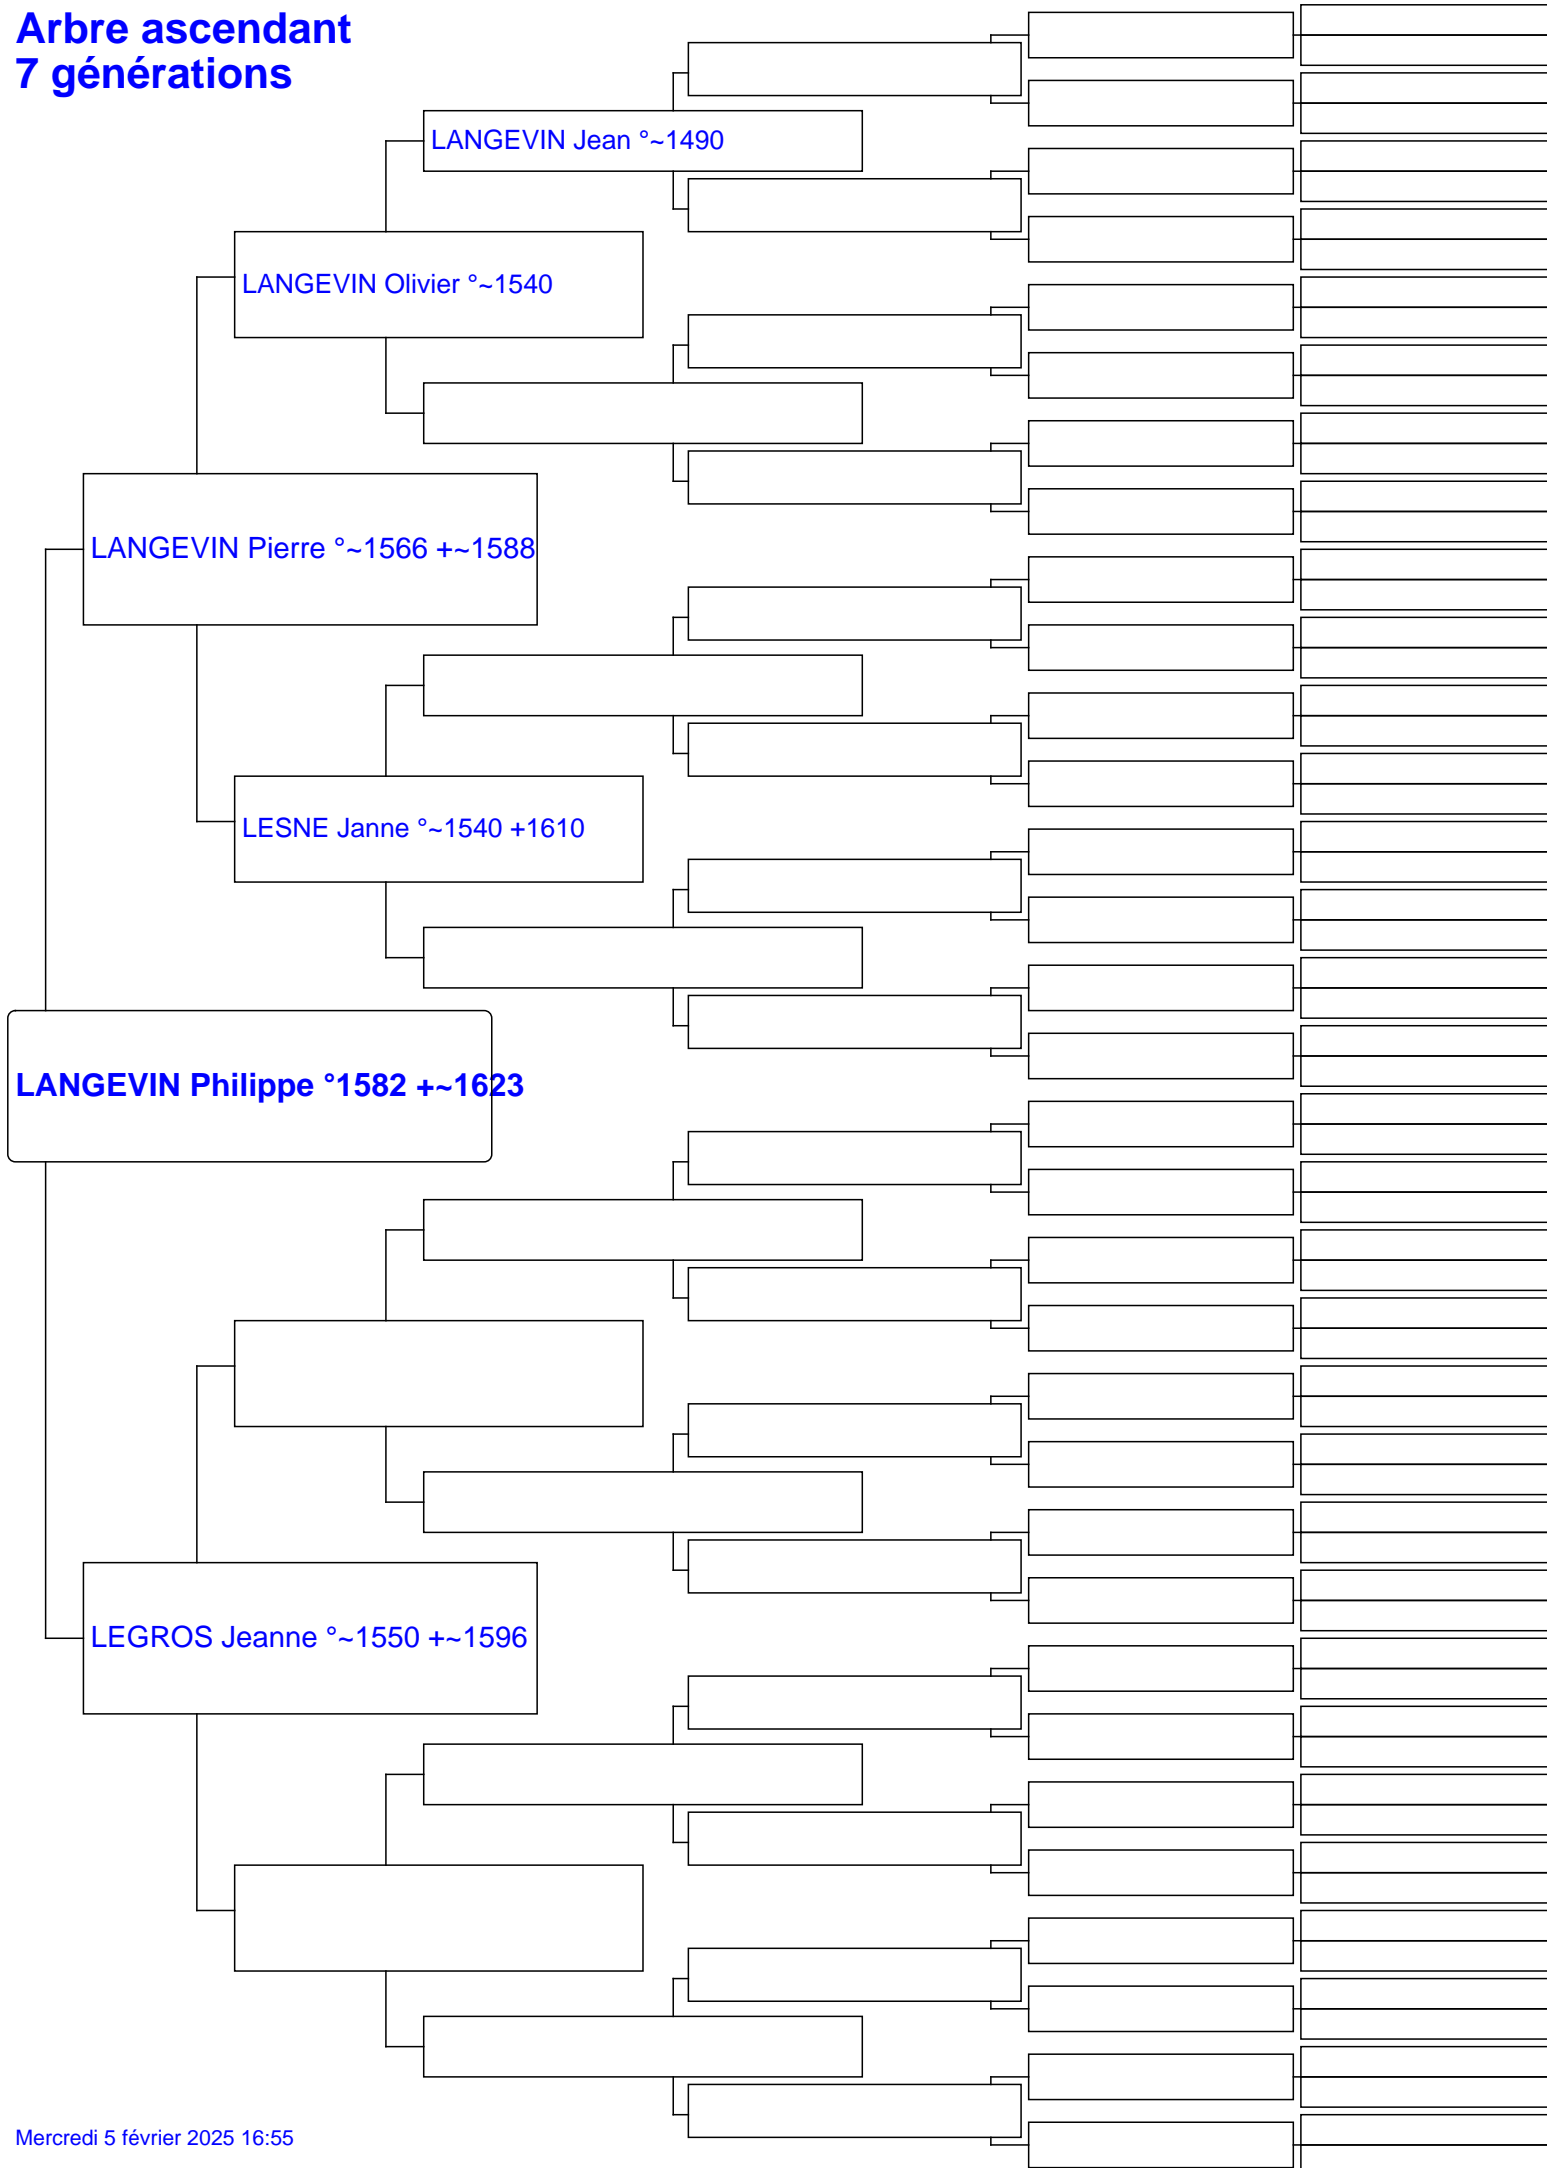 Arbre ascendant
7 générations
LANGEVIN Jean °~1490
LANGEVIN Olivier °~1540
LANGEVIN Pierre °~1566 +~1588
LESNE Janne °~1540 +1610
LANGEVIN Philippe °1582 +~1623
LEGROS Jeanne °~1550 +~1596
Mercredi 5 février 2025 16:55